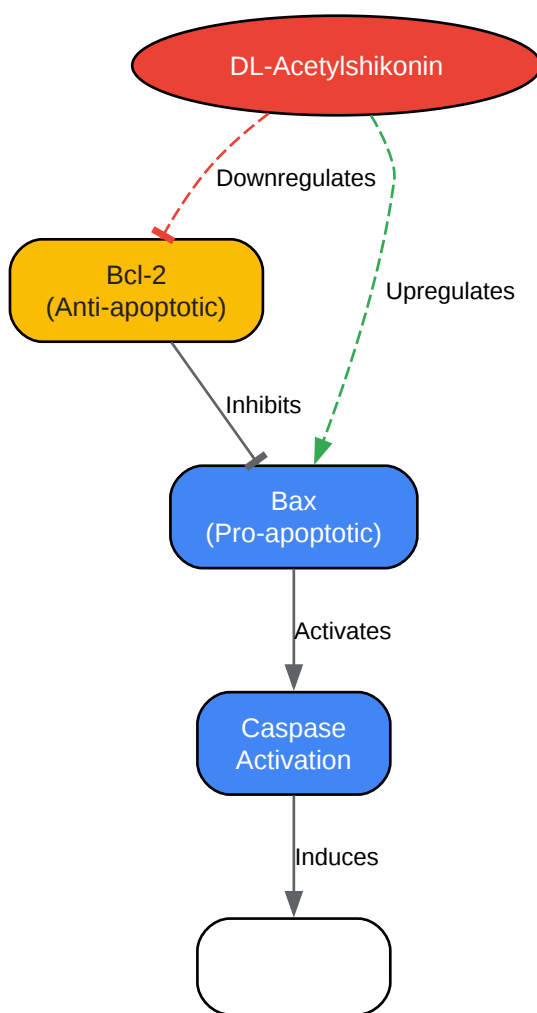 DL-Acetylshikonin
Downregulates
Bcl-2
(Anti-apoptotic)
Upregulates
Inhibits
Bax
(Pro-apoptotic)
Activates
Caspase
Activation
Induces